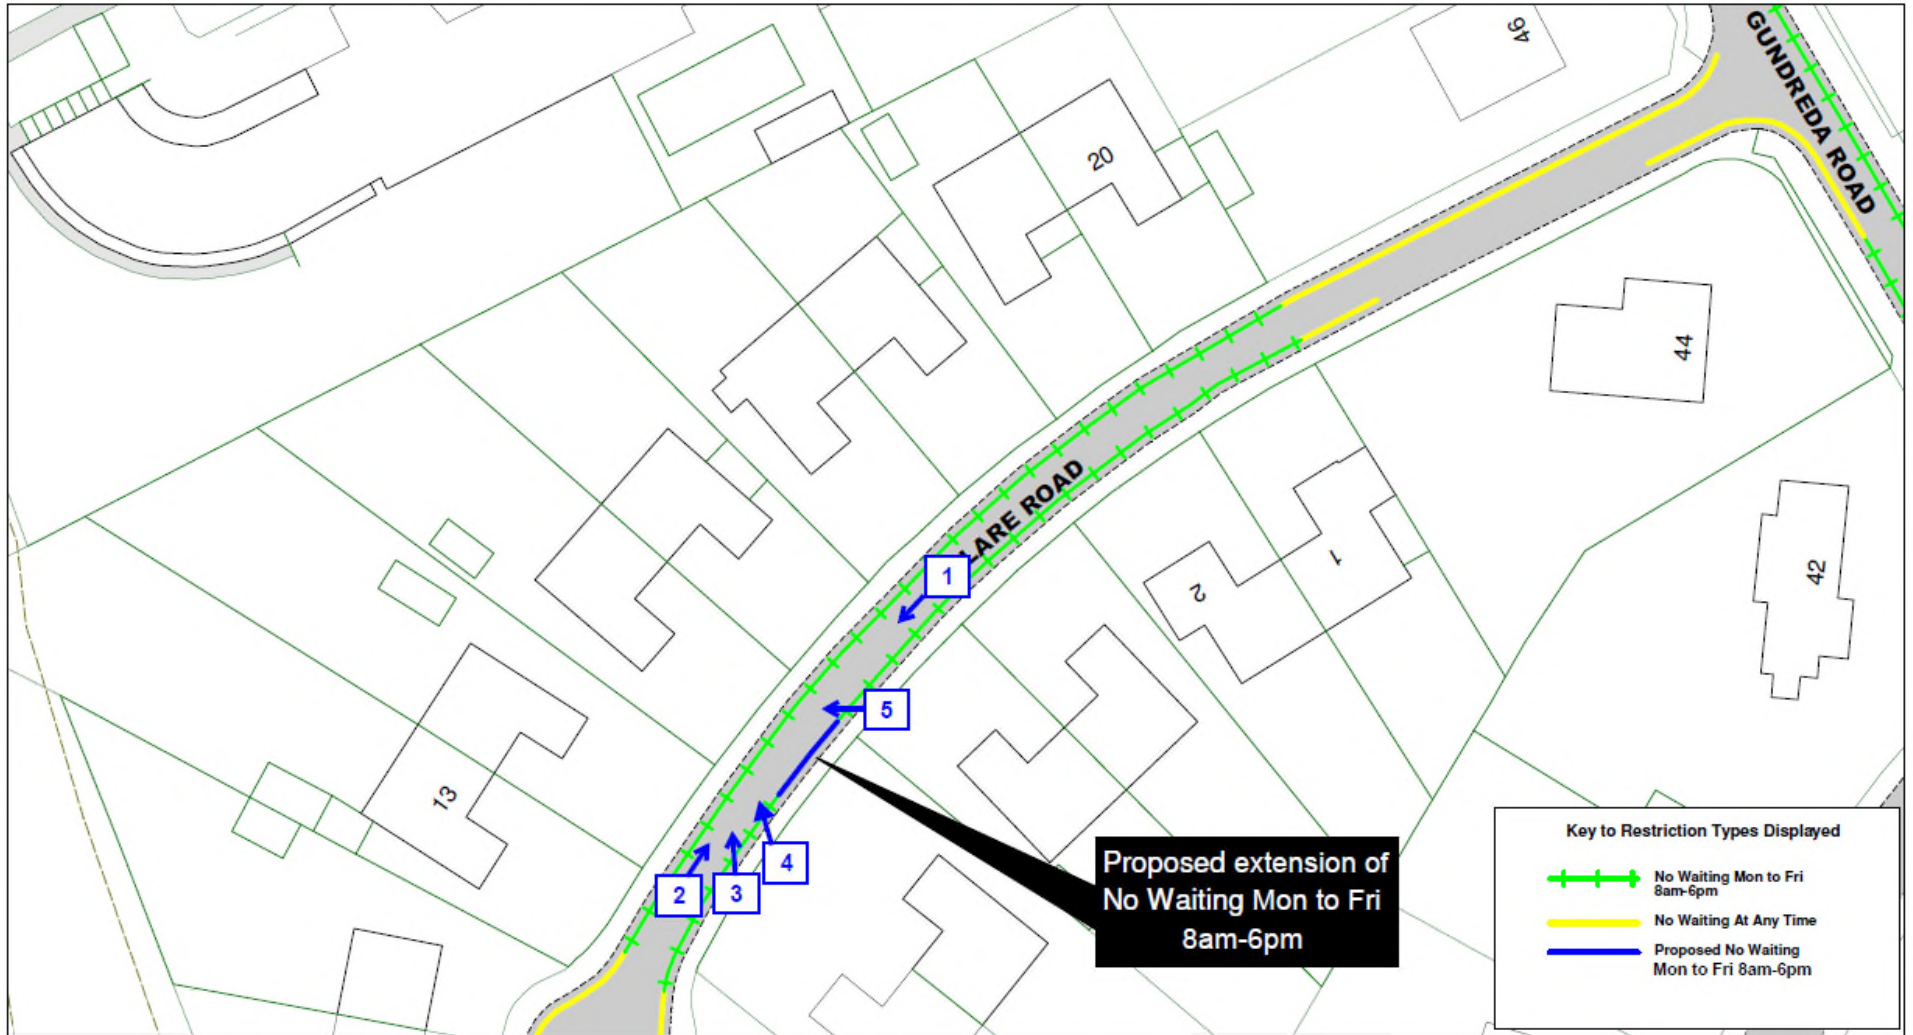 46
GUNDREDA ROAD
20
44
LARE ROAD
1
2
1
42
5
13
4
2
3
Proposed extension of
No Waiting Mon to Fri
8am-6pm
Key to Restriction Types Displayed
No Waiting Mon to Fri
8am-6pm
No Waiting At Any Time
Proposed No Waiting
Mon to Fri 8am-6pm